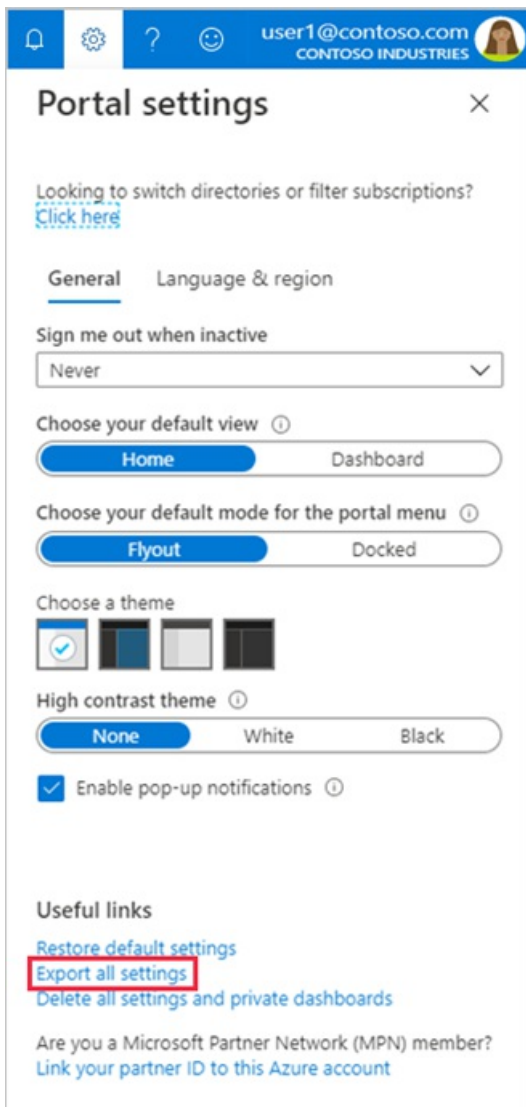 user1@contoso.com
CONTOSO INDUSTRIES
Portal settings
Looking to switch directories or filter subscriptions?
Click here
General Language & region
Sign me out when inactive
Never
Choose your default view
Home Dashboard
Choose your default mode for the portal menu
Flyout Docked
Choose a theme
High contrast theme
None White Black
Enable pop-up notifications
Useful links
Restore default settings
Export all settings
Delete all settings and private dashboards
Are you a Microsoft Partner Network (MPN) member?
Link your partner ID to this Azure account